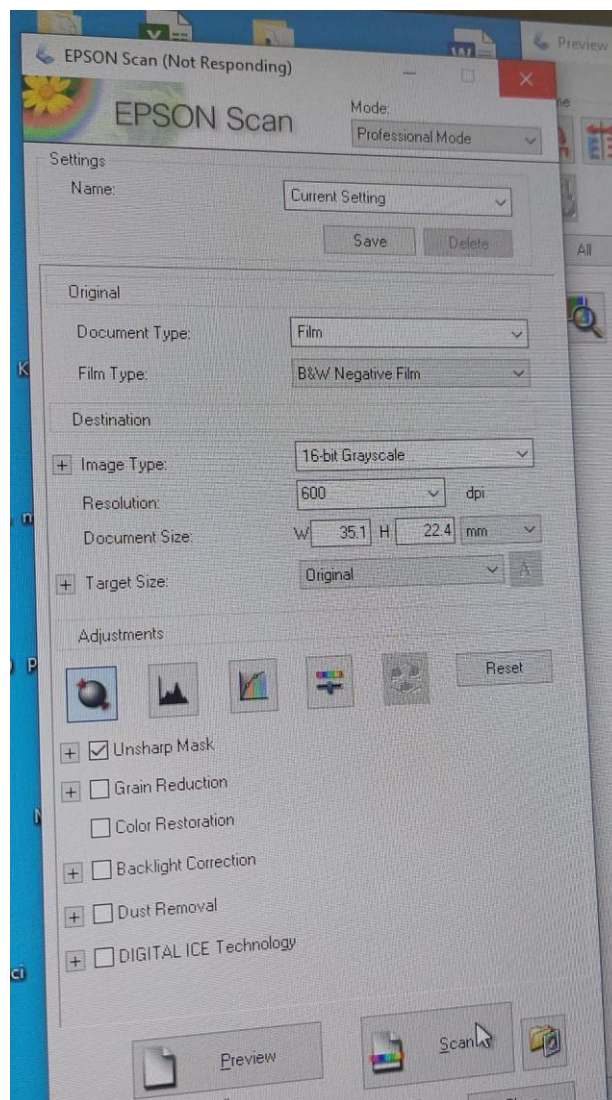 Preview
EPSON Scan (Not Responding)
EPSON Scan
Mode:
Professional Mode
Settings
Name:
Current Setting
Save
Delete
All
Original
Document Type:
Film
Film Type:
B&W Negative Film
Destination
+ Image Type:
16-bit Grayscale
Resolution:
600
dpi
Document Size:
W 35.1 H 22.4 mm
+ Target Size:
Original
A
Adjustments
Reset
+ Unsharp Mask
+ Grain Reduction
Color Restoration
+ Backlight Correction
+ Dust Removal
+ DIGITAL ICE Technology
ci
Preview
Scan